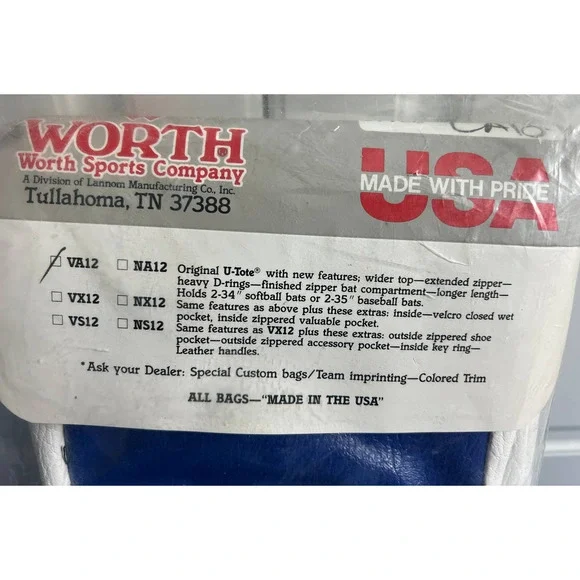 WORTH
Worth Sports Company
A Division of Lannom Manufacturing Co., Inc.
Tullahoma, TN 37388
USA
MADE WITH PRIDE
VA12 NA12 Original U-Tote® with new features; wider top—extended zipper—
heavy D-rings—finished zipper bat compartment—longer length—
Holds 2-34" softball bats or 2-35" baseball bats.
VX12 NX12 Same features as above plus these extras: inside—velcro closed wet
pocket, inside zippered valuable pocket.
VS12 NS12 Same features as VX12 plus these extras: outside zippered shoe
pocket—outside zippered accessory pocket—inside key ring—
Leather handles.
*Ask your Dealer: Special Custom bags/Team imprinting—Colored Trim
ALL BAGS—"MADE IN THE USA"